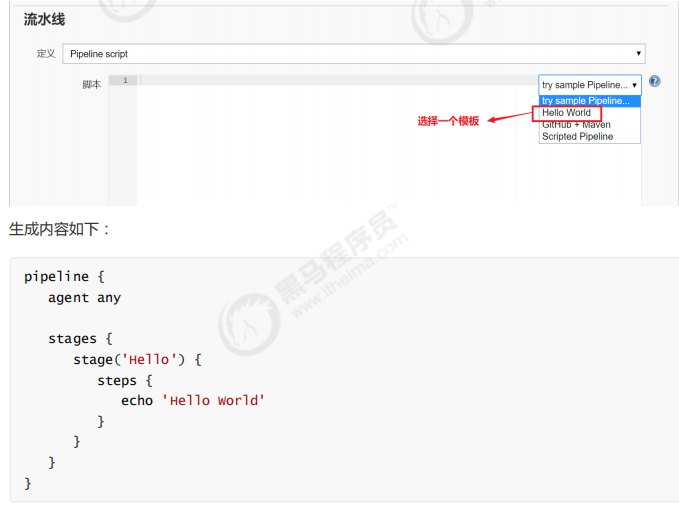 流水线
定义 Pipeline script
脚本 1 try sample Pipeline...
try sample Pipeline...
选择一个模板 Hello World
GitHub + Maven
Scripted Pipeline
生成内容如下：
黑马程序员
www.itheima.com
pipeline {
   agent any
   stages {
      stage('Hello') {
         steps {
            echo 'Hello World'
         }
      }
   }
}